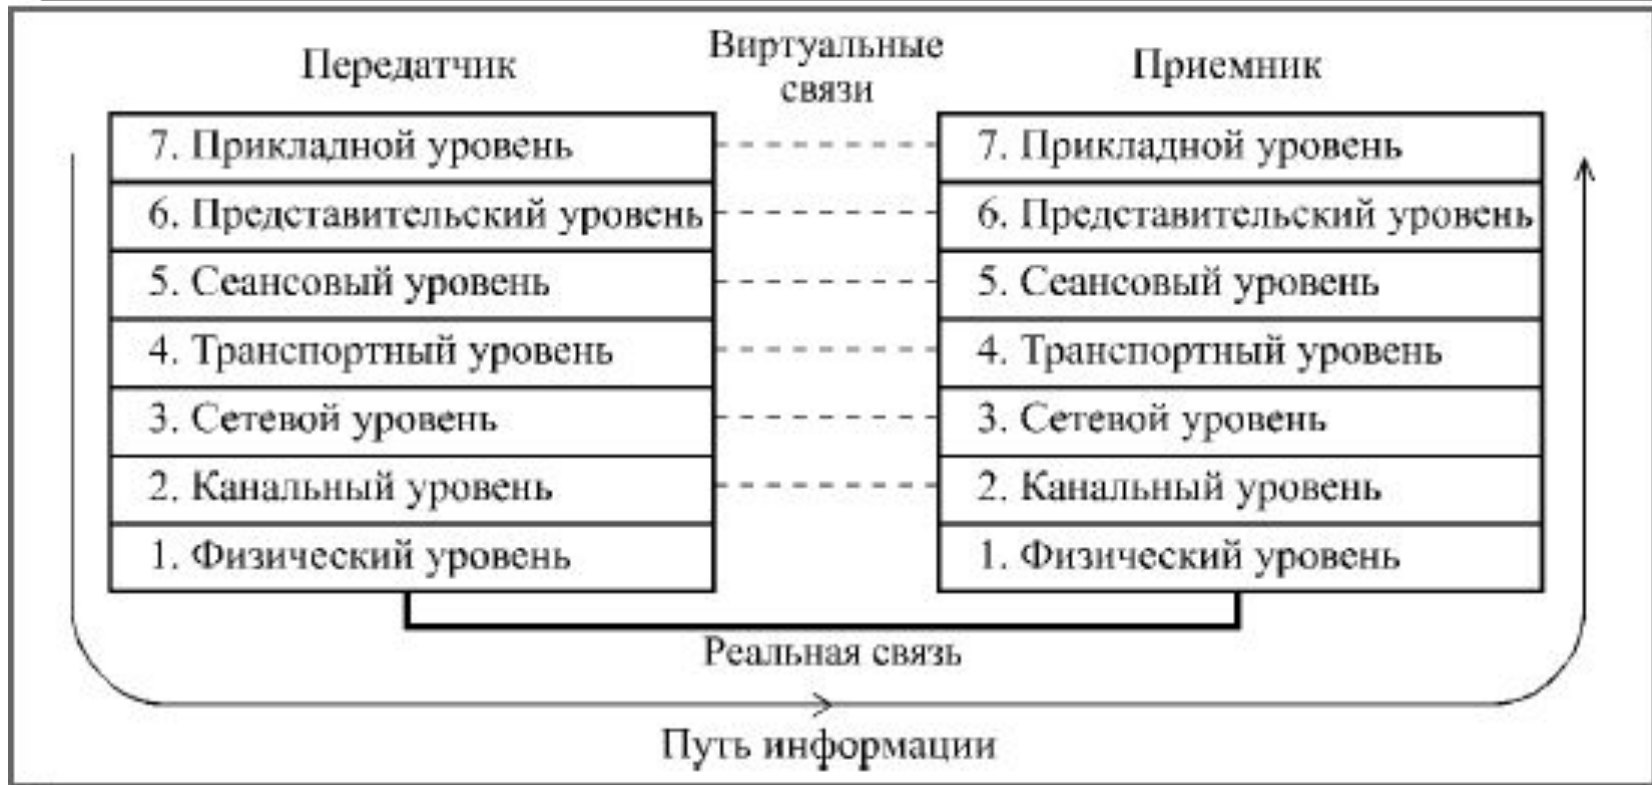 Передатчик
Виртуальные
связи
Приемник
7. Прикладной уровень
6. Представительский уровень
5. Сеансовый уровень
4. Транспортный уровень
3. Сетевой уровень
2. Канальный уровень
1. Физический уровень
7. Прикладной уровень
6. Представительский уровень
5. Сеансовый уровень
4. Транспортный уровень
3. Сетевой уровень
2. Канальный уровень
1. Физический уровень
Реальная связь
Путь информации